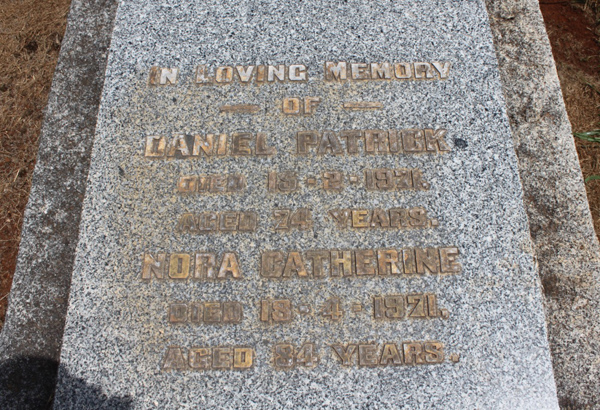 IN LOVING MEMORY
— OF —
DANIEL PATRICK
DIED 15-2-1931.
AGED 74 YEARS.
NORA CATHERINE
DIED 18-4-1921.
AGED YEARS.